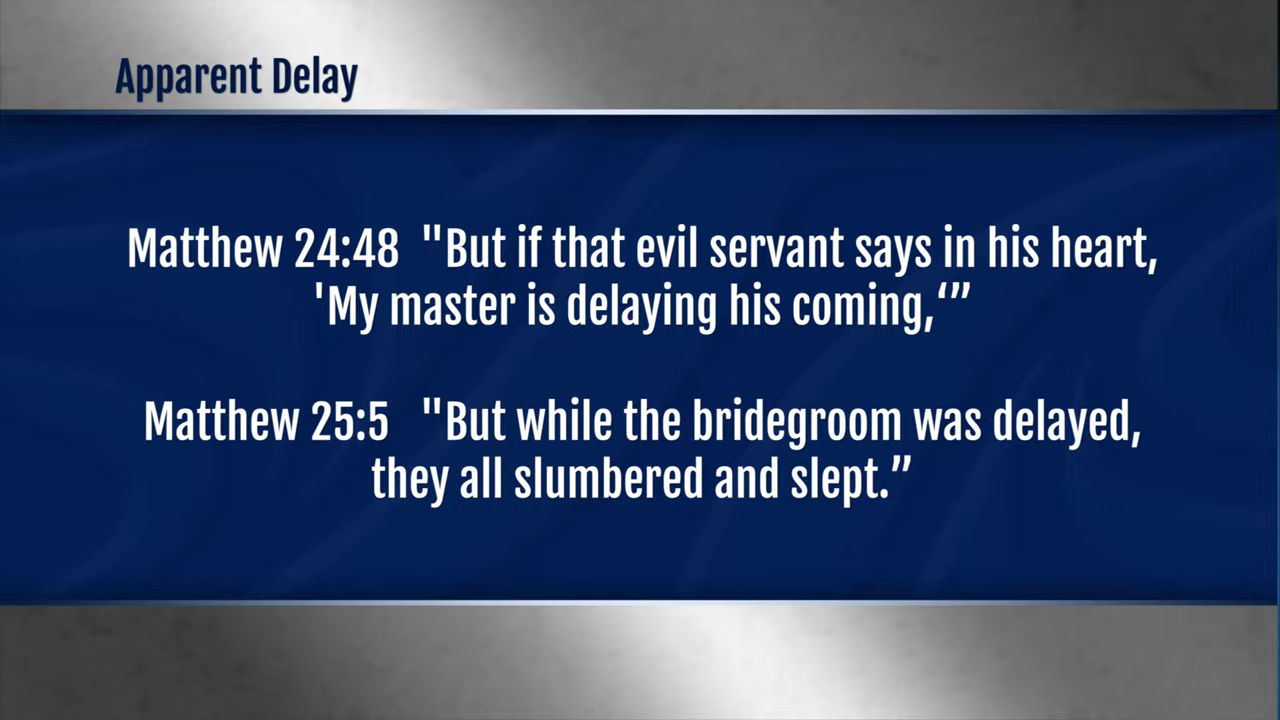 Apparent Delay
Matthew 24:48  "But if that evil servant says in his heart,
'My master is delaying his coming,‘”
Matthew 25:5   "But while the bridegroom was delayed,
they all slumbered and slept.”